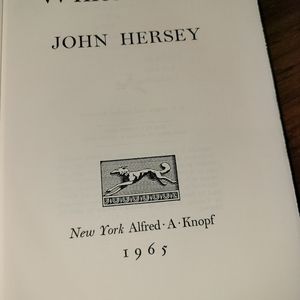 JOHN HERSEY
New York Alfred · A · Knopf
1965